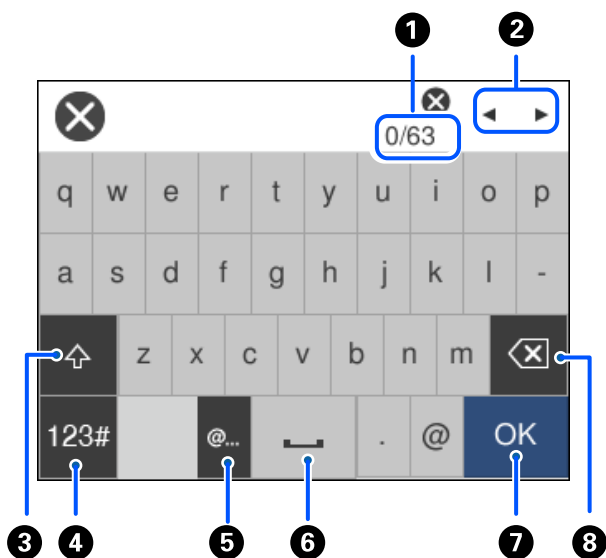 1 2
0/63
q w e r t y u i o p
a s d f g h j k l -
z x c v b n m
123# @... . @ OK
3 4 5 6 7 8